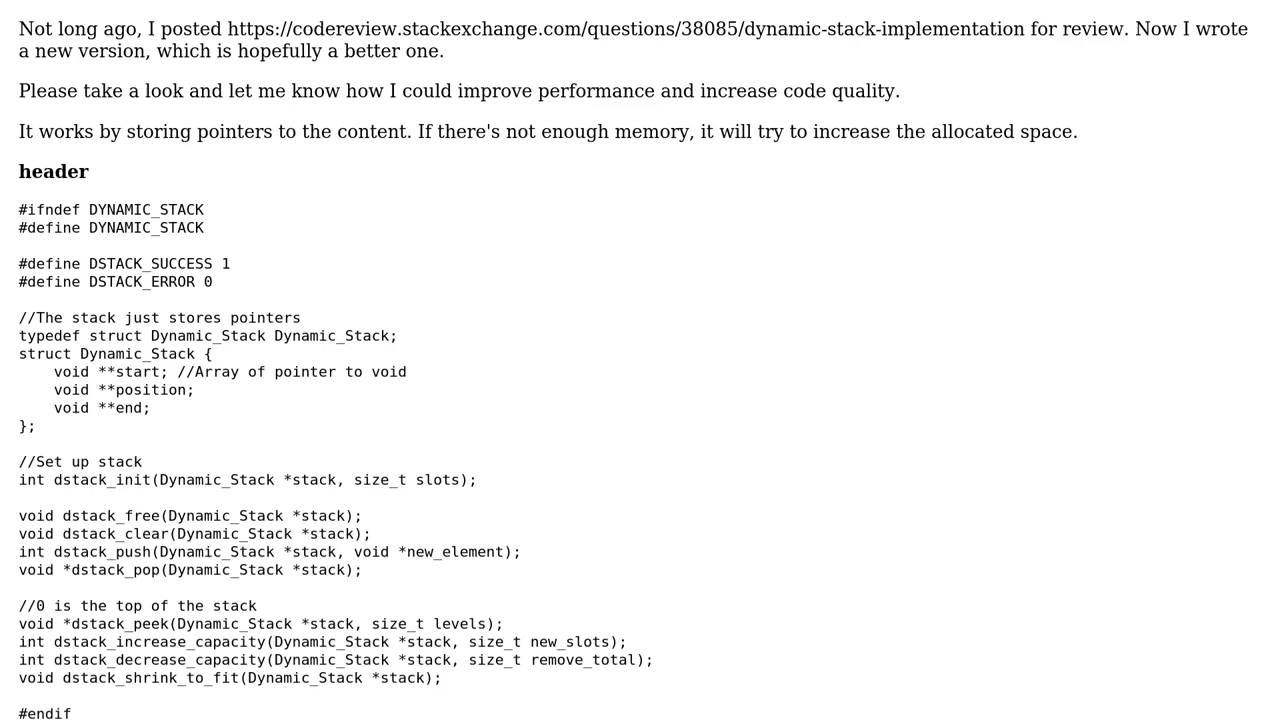 Not long ago, I posted https://codereview.stackexchange.com/questions/38085/dynamic-stack-implementation for review. Now I wrote
a new version, which is hopefully a better one.
Please take a look and let me know how I could improve performance and increase code quality.
It works by storing pointers to the content. If there's not enough memory, it will try to increase the allocated space.
header
#ifndef DYNAMIC_STACK
#define DYNAMIC_STACK
#define DSTACK_SUCCESS 1
#define DSTACK_ERROR 0
//The stack just stores pointers
typedef struct Dynamic_Stack Dynamic_Stack;
struct Dynamic_Stack {
    void **start; //Array of pointer to void
    void **position;
    void **end;
};
//Set up stack
int dstack_init(Dynamic_Stack *stack, size_t slots);
void dstack_free(Dynamic_Stack *stack);
void dstack_clear(Dynamic_Stack *stack);
int dstack_push(Dynamic_Stack *stack, void *new_element);
void *dstack_pop(Dynamic_Stack *stack);
//0 is the top of the stack
void *dstack_peek(Dynamic_Stack *stack, size_t levels);
int dstack_increase_capacity(Dynamic_Stack *stack, size_t new_slots);
int dstack_decrease_capacity(Dynamic_Stack *stack, size_t remove_total);
void dstack_shrink_to_fit(Dynamic_Stack *stack);
#endif